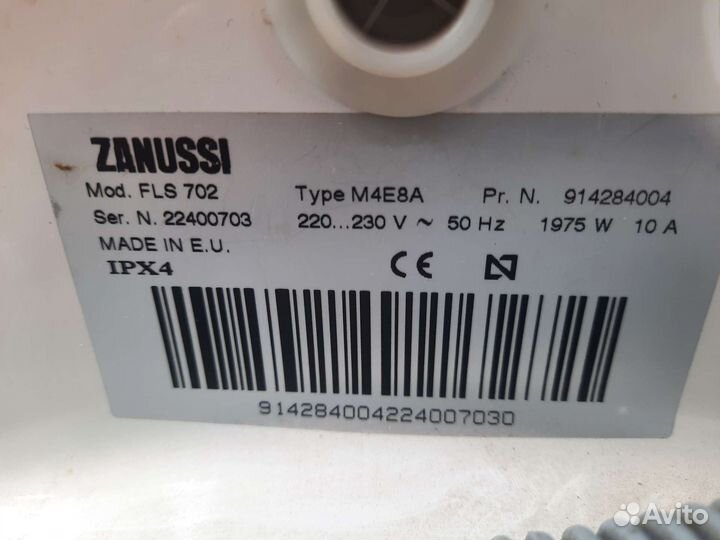 ZANUSSI
Mod. FLS 702 Type M4E8A Pr. N. 914284004
Ser. N. 22400703 220...230 V ~ 50 Hz 1975 W 10 A
MADE IN E.U.
IPX4 CE N
914284004224007030
Avito